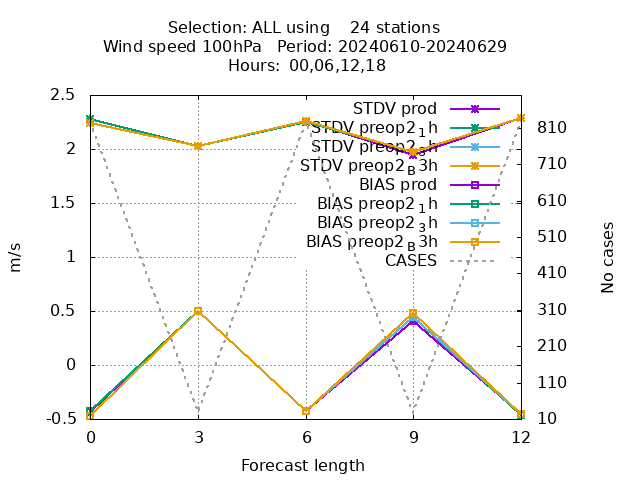 Selection: ALL using 24 stations
Wind speed 100hPa Period: 20240610-20240629
Hours: 00,06,12,18
2.5
2
1.5
1
0.5
0
-0.5
m/s
STDV prod
STDV preop2₁h
STDV preop2₃h
STDV preop2_B3h
BIAS prod
BIAS preop2₁h
BIAS preop2₃h
BIAS preop2_B3h
CASES
810
710
610
510
410
310
210
110
10
No cases
0 3 6 9 12
Forecast length